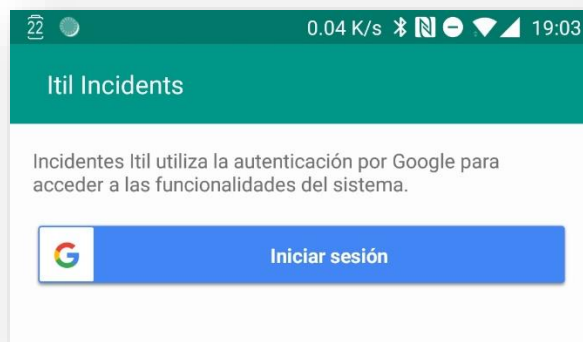 22 0.04 K/s 19:03
Itil Incidents
Incidentes Itil utiliza la autenticación por Google para
acceder a las funcionalidades del sistema.
G Iniciar sesión